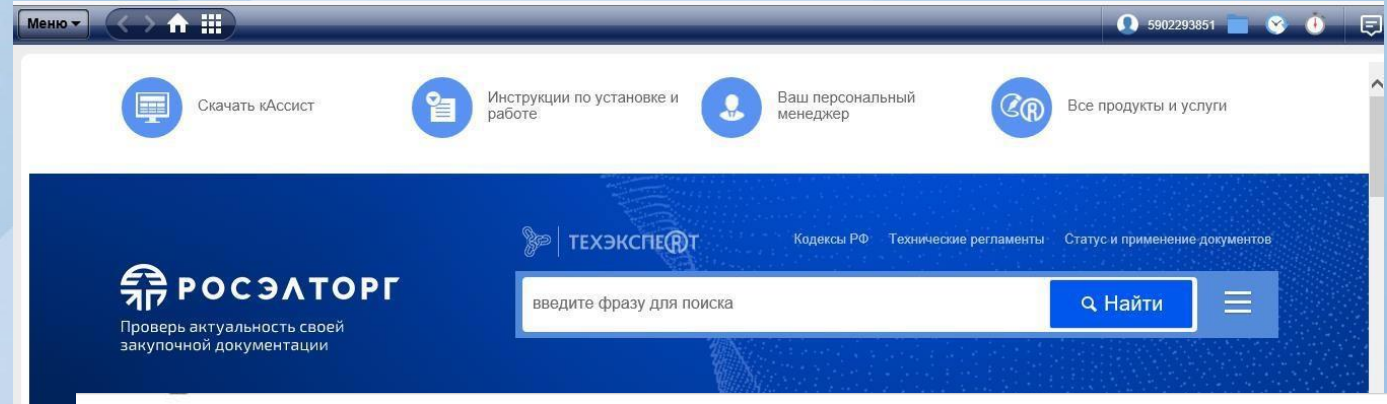 Меню
5902293851
Скачать кАссист
Инструкции по установке и
работе
Ваш персональный
менеджер
Все продукты и услуги
ТЕХЭКСПЕRТ
Кодексы РФ Технические регламенты Статус и применение документов
РОСЭЛТОРГ
введите фразу для поиска
Найти
Проверь актуальность своей
закупочной документации